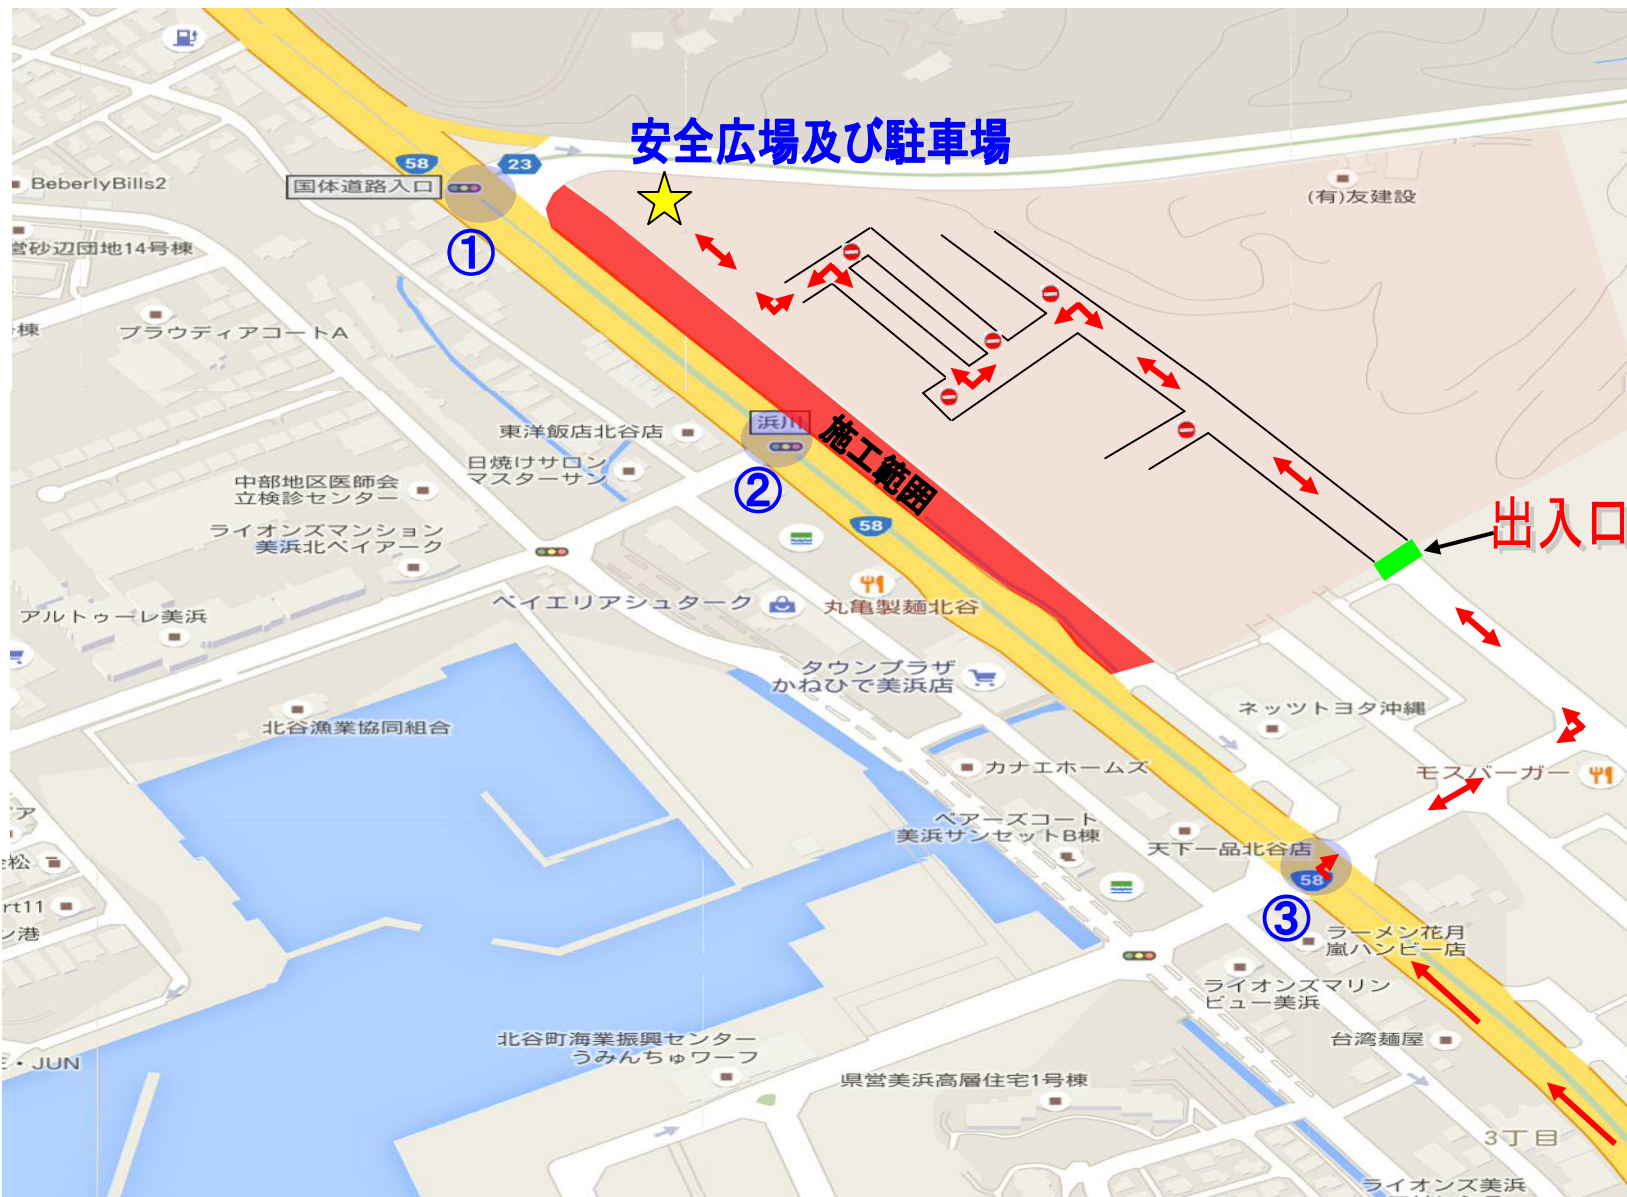 安全広場及び駐車場
58
23
国体道路入口
BeberlyBills2
(有)友建設
①
営砂辺団地14号棟
棟
プラウディアコートA
浜川
施工範囲
東洋飯店北谷店
日焼けサロン
マスターサン
②
中部地区医師会
立検診センター
58
出入口
ライオンズマンション
美浜北ベイアーク
ベイエリアシュターク
丸亀製麺北谷
アルトゥーレ美浜
タウンプラザ
かねひで美浜店
ネッツトヨタ沖縄
北谷漁業協同組合
カナエホームズ
モスバーガー
ベアーズコート
美浜サンセットB棟
天下一品北谷店
ア
松
58
rt11
③
ン港
ラーメン花月
嵐ハンビー店
ライオンズマリン
ビュー美浜
北谷町海業振興センター
うみんちゅワーフ
台湾麺屋
E・JUN
県営美浜高層住宅1号棟
3丁目
ライオンズ美浜